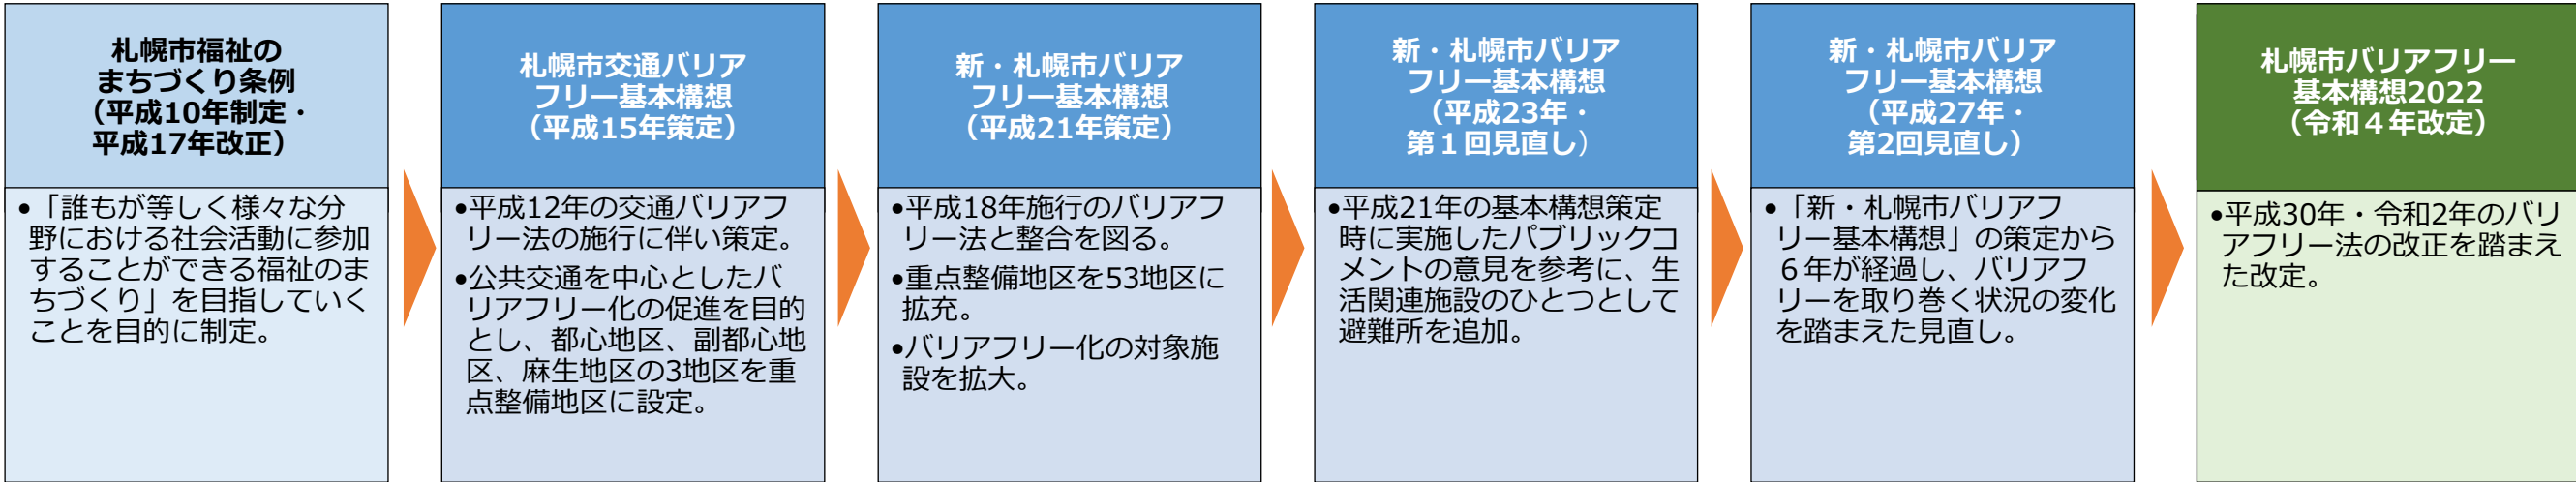 札幌市福祉の
まちづくり条例
（平成10年制定・
平成17年改正）
•「誰もが等しく様々な分
野における社会活動に参加
することができる福祉のま
ちづくり」を目指していく
ことを目的に制定。
札幌市交通バリア
フリー基本構想
（平成15年策定）
•平成12年の交通バリアフ
リー法の施行に伴い策定。
•公共交通を中心としたバ
リアフリー化の促進を目的
とし、都心地区、副都心地
区、麻生地区の3地区を重
点整備地区に設定。
新・札幌市バリア
フリー基本構想
（平成21年策定）
•平成18年施行のバリアフ
リー法と整合を図る。
•重点整備地区を53地区に
拡充。
•バリアフリー化の対象施
設を拡大。
新・札幌市バリア
フリー基本構想
（平成23年・
第１回見直し）
•平成21年の基本構想策定
時に実施したパブリックコ
メントの意見を参考に、生
活関連施設のひとつとして
避難所を追加。
新・札幌市バリア
フリー基本構想
（平成27年・
第2回見直し）
•「新・札幌市バリアフ
リー基本構想」の策定から
６年が経過し、バリアフ
リーを取り巻く状況の変化
を踏まえた見直し。
札幌市バリアフリー
基本構想2022
（令和４年改定）
•平成30年・令和2年のバリ
アフリー法の改正を踏まえ
た改定。